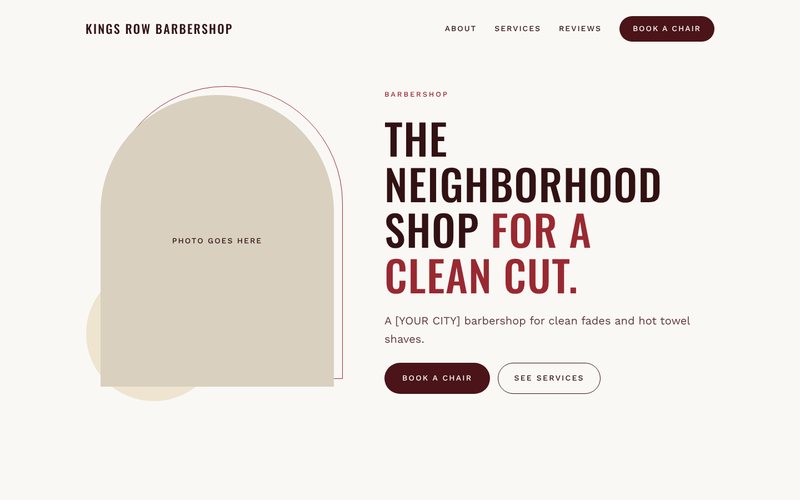 KINGS ROW BARBERSHOP
ABOUT SERVICES REVIEWS BOOK A CHAIR
PHOTO GOES HERE
BARBERSHOP
THE
NEIGHBORHOOD
SHOP FOR A
CLEAN CUT.
A [YOUR CITY] barbershop for clean fades and hot towel
shaves.
BOOK A CHAIR SEE SERVICES